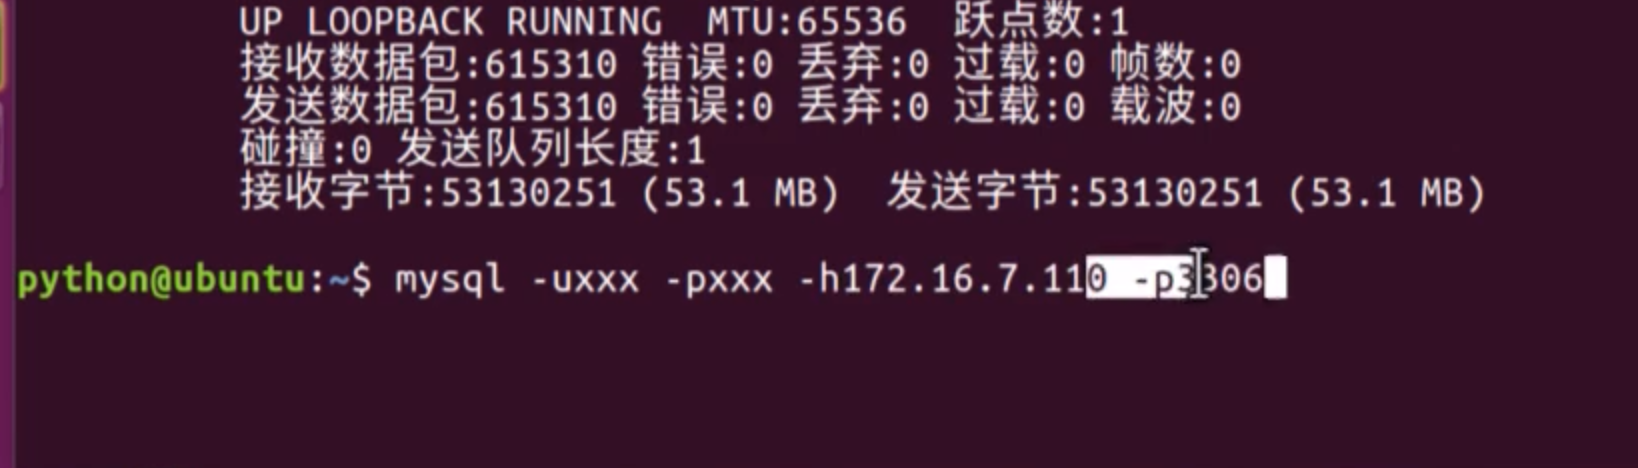 UP LOOPBACK RUNNING  MTU:65536  跃点数:1
接收数据包:615310 错误:0 丢弃:0 过载:0 帧数:0
发送数据包:615310 错误:0 丢弃:0 过载:0 载波:0
碰撞:0 发送队列长度:1
接收字节:53130251 (53.1 MB)  发送字节:53130251 (53.1 MB)
python@ubuntu:~$ mysql -uxxx -pxxx -h172.16.7.110 -p3306